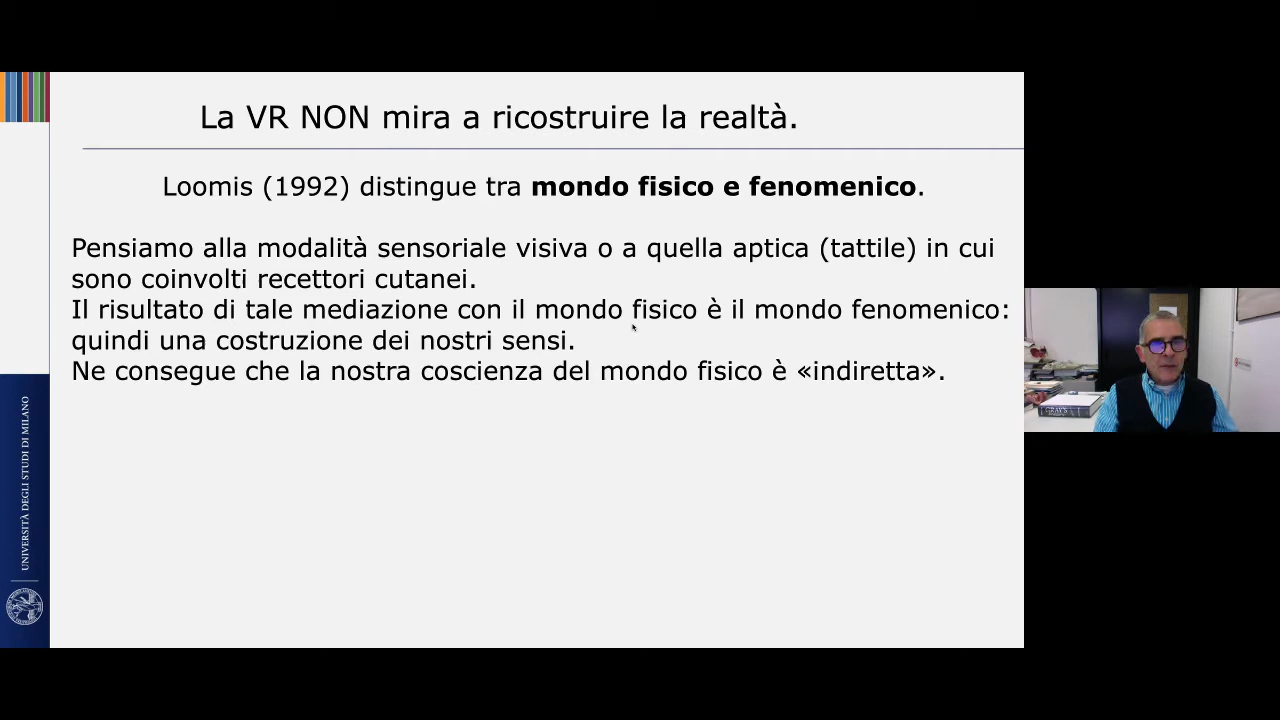 La VR NON mira a ricostruire la realtà.
Loomis (1992) distingue tra mondo fisico e fenomenico.
Pensiamo alla modalità sensoriale visiva o a quella aptica (tattile) in cui
sono coinvolti recettori cutanei.
Il risultato di tale mediazione con il mondo fisico è il mondo fenomenico:
quindi una costruzione dei nostri sensi.
Ne consegue che la nostra coscienza del mondo fisico è «indiretta».
UNIVERSITÀ DEGLI STUDI DI MILANO